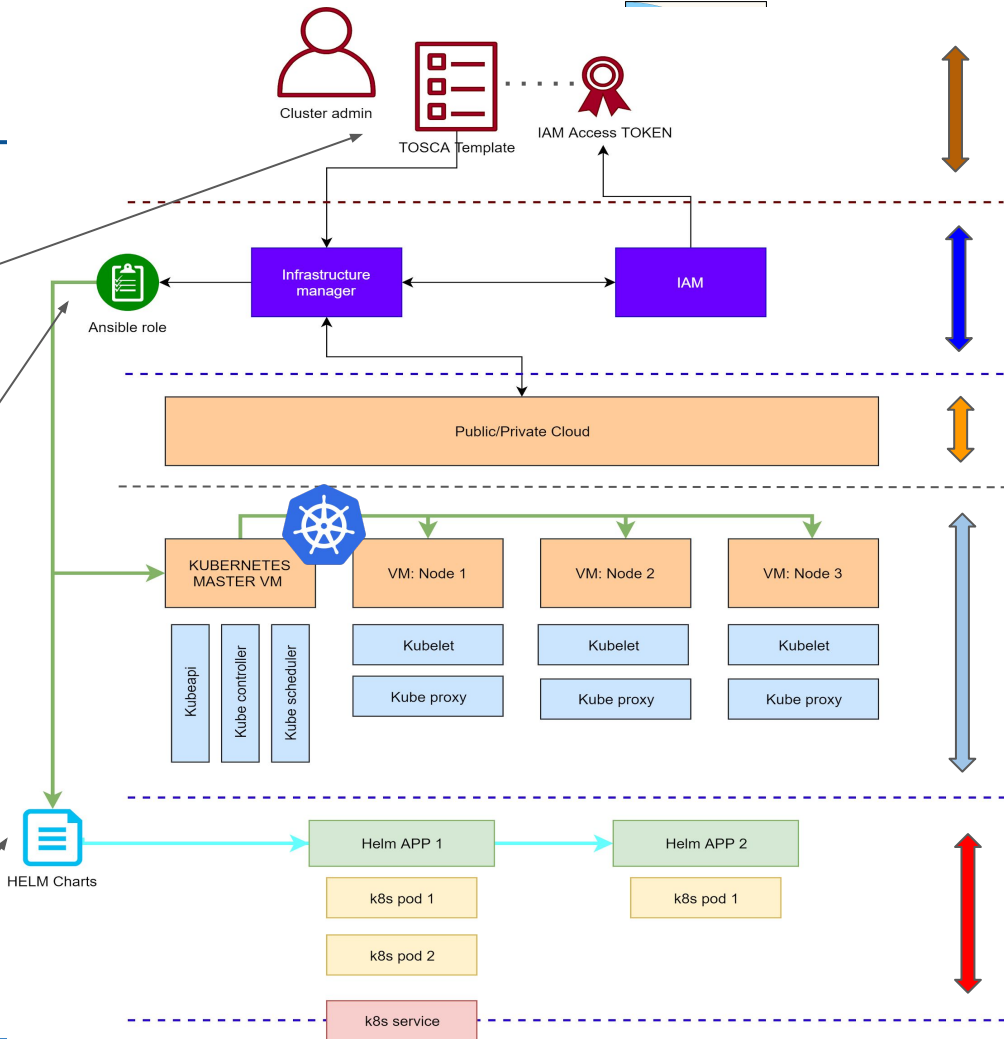 Cluster admin
TOSCA Template
IAM Access TOKEN
Infrastructure
manager
IAM
Ansible role
Public/Private Cloud
KUBERNETES
MASTER VM
VM: Node 1
VM: Node 2
VM: Node 3
Kubeapi
Kube controller
Kube scheduler
Kubelet
Kubelet
Kubelet
Kube proxy
Kube proxy
Kube proxy
HELM Charts
Helm APP 1
Helm APP 2
k8s pod 1
k8s pod 1
k8s pod 2
k8s service